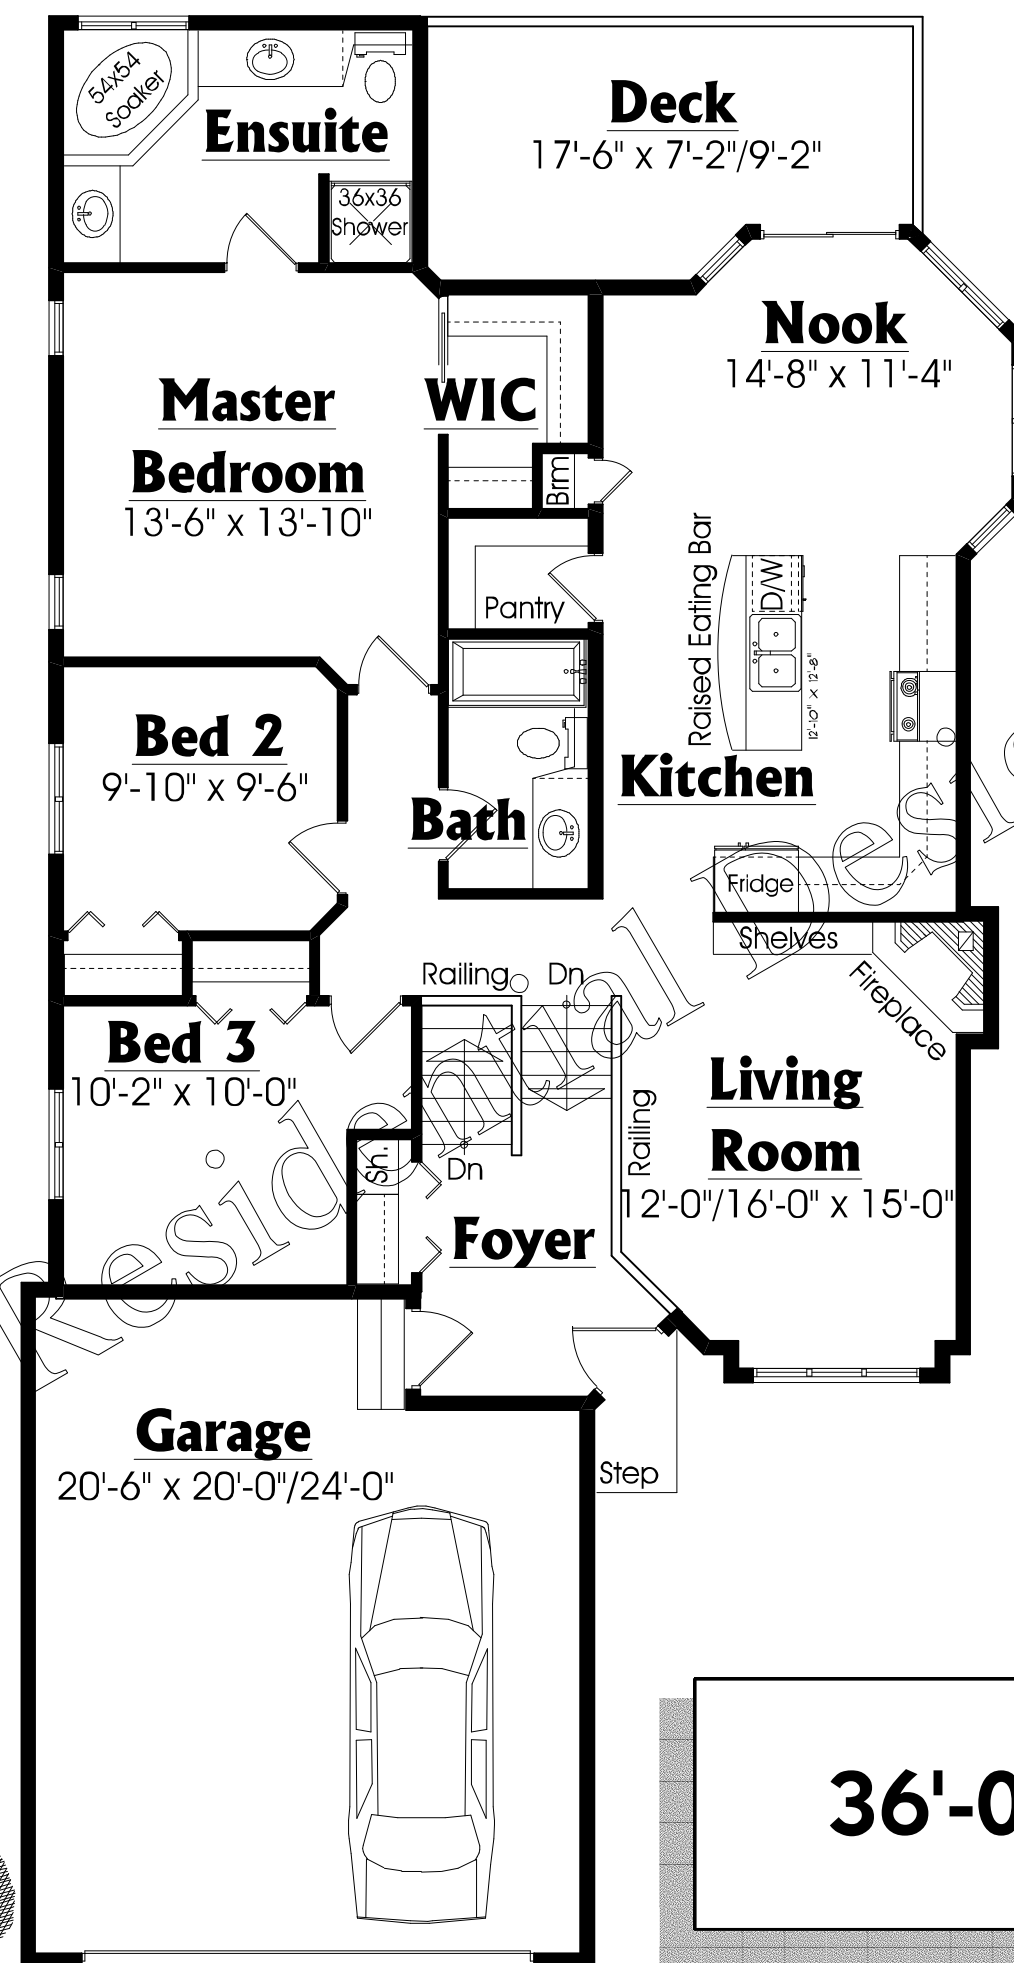 54x54
Soaker
Ensuite
36x36
Shower
Deck
17'-6" x 7'-2"/9'-2"
Nook
14'-8" x 11'-4"
Master
Bedroom
13'-6" x 13'-10"
WIC
Brm
Pantry
Raised Eating Bar
D/W
12'-10" x 12'-8"
Kitchen
Bed 2
9'-10" x 9'-6"
Bath
Fridge
Shelves
Fireplace
Railing
Dn
Bed 3
10'-2" x 10'-0"
Living
Room
12'-0"/16'-0" x 15'-0"
Railing
Sh.
Dn
Foyer
Garage
20'-6" x 20'-0"/24'-0"
Step
36'-0
Residential Desi